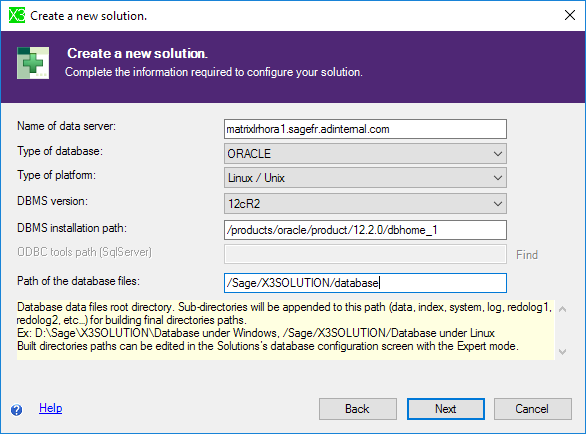 X3 Create a new solution.
Create a new solution.
Complete the information required to configure your solution.
Name of data server: matrixlrhora1.sagefr.adinternal.com
Type of database: ORACLE
Type of platform: Linux / Unix
DBMS version: 12cR2
DBMS installation path: /products/oracle/product/12.2.0/dbhome_1
ODBC tools path (SqlServer) Find
Path of the database files: /Sage/X3SOLUTION/database
Database data files root directory. Sub-directories will be appended to this path (data, index, system, log, redolog1,
redolog2, etc...) for building final directories paths.
Ex: D:\Sage\X3SOLUTION\Database under Windows, /Sage/X3SOLUTION/Database under Linux
Built directories paths can be edited in the Solutions's database configuration screen with the Expert mode.
? Help Back Next Cancel